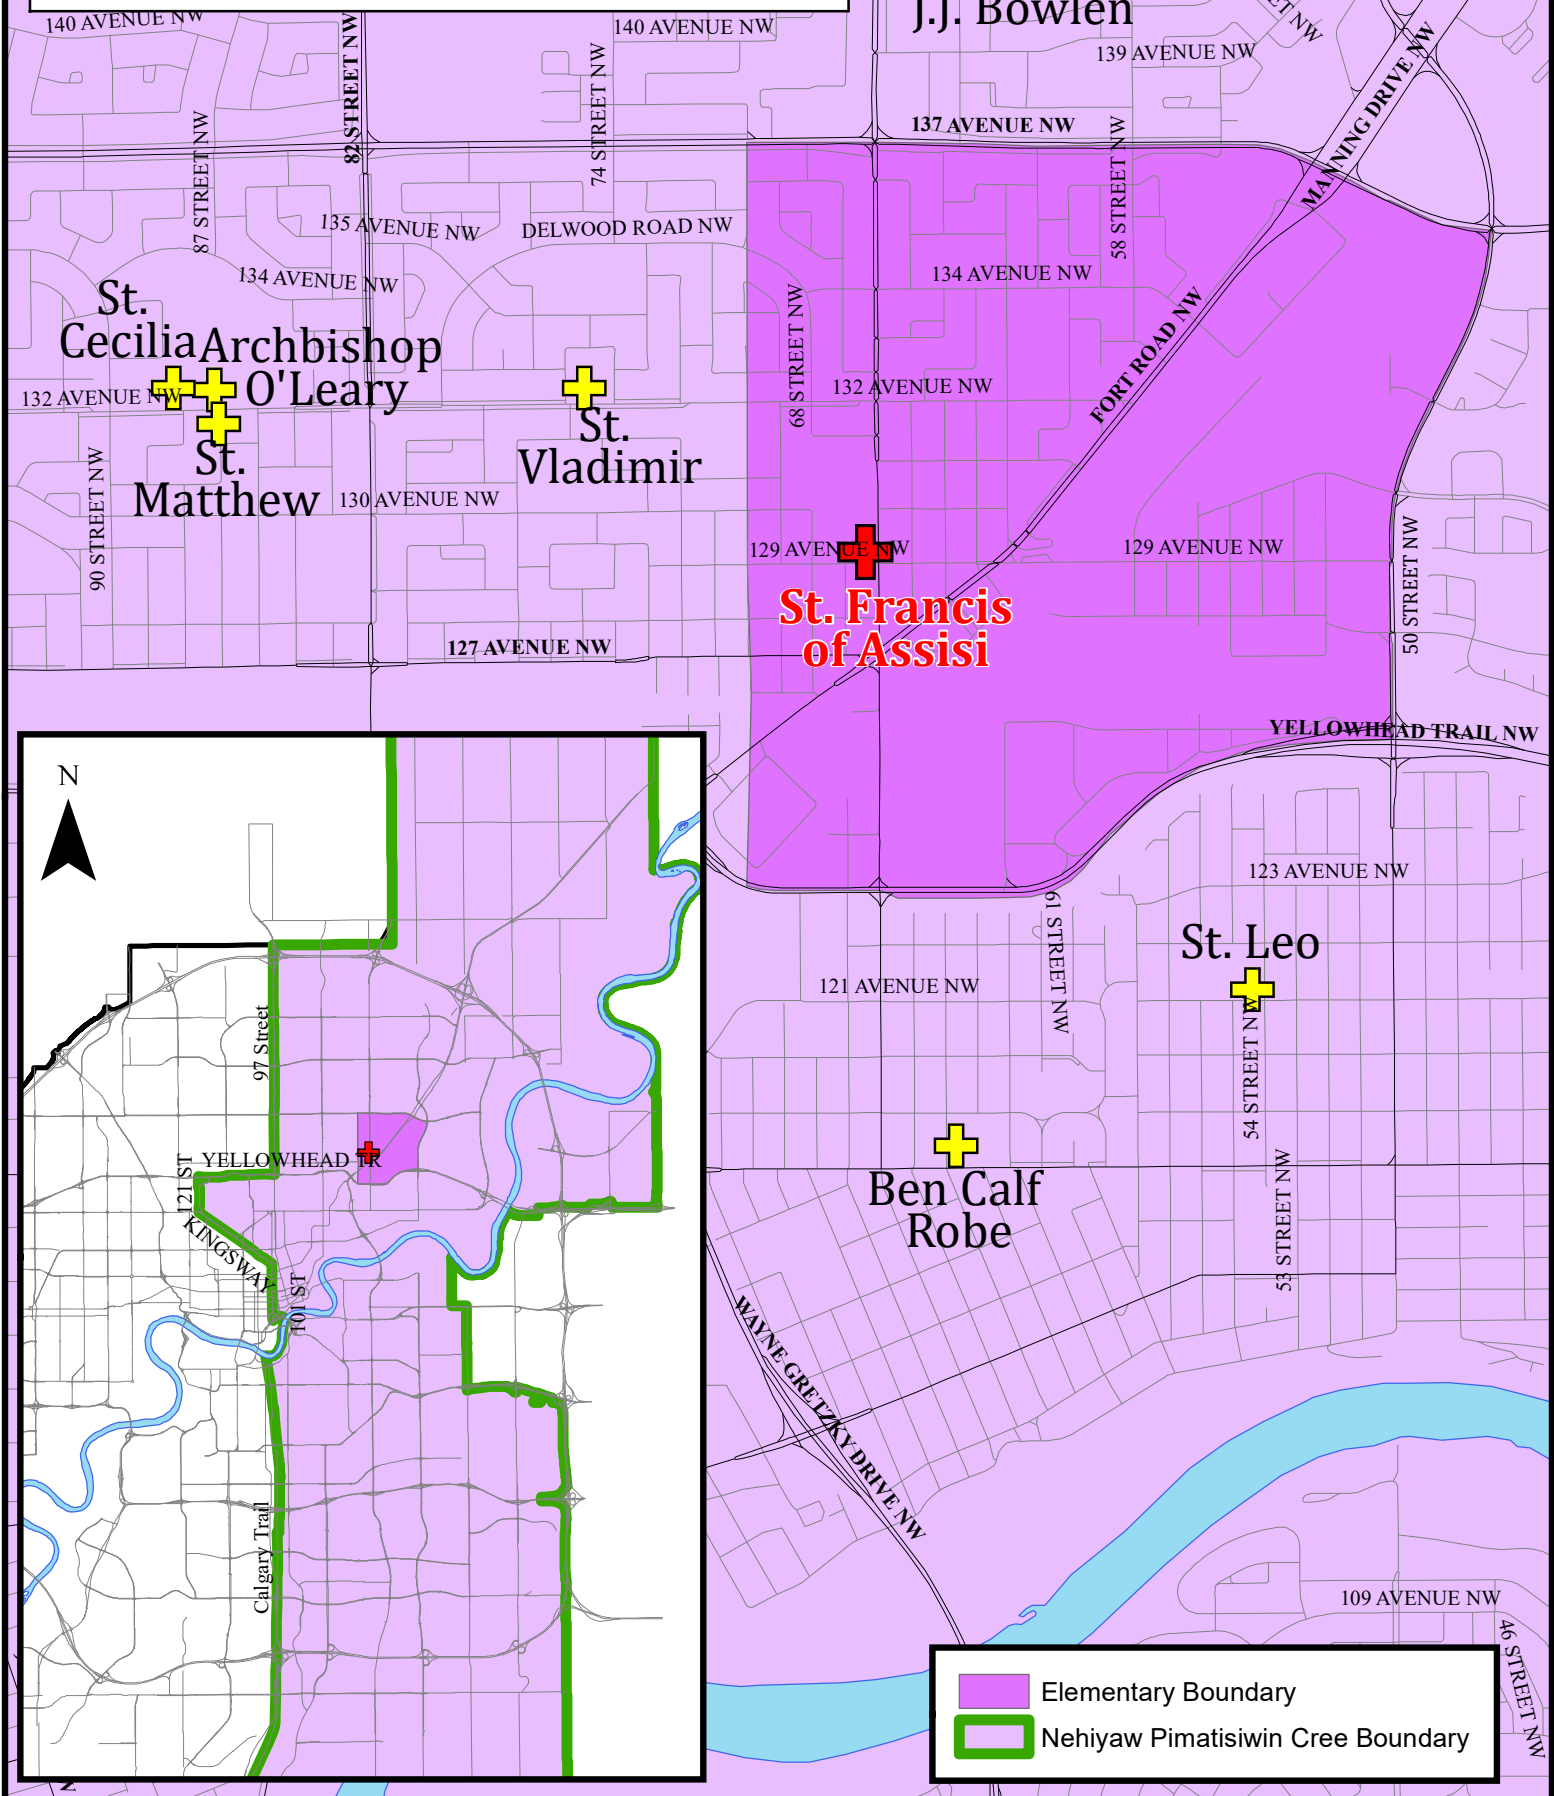 140 AVENUE NW
82 STREET NW
140 AVENUE NW
74 STREET NW
J.J. Bowlen
139 AVENUE NW
ET NW
MANNING DRIVE NW
137 AVENUE NW
58 STREET NW
87 STREET NW
135 AVENUE NW
DELWOOD ROAD NW
134 AVENUE NW
134 AVENUE NW
68 STREET NW
FORT ROAD NW
St.
Cecilia
Archbishop
O'Leary
132 AVENUE NW
132 AVENUE NW
St.
Vladimir
St.
Matthew
90 STREET NW
130 AVENUE NW
129 AVENUE NW
129 AVENUE NW
50 STREET NW
St. Francis
of Assisi
127 AVENUE NW
YELLOWHEAD TRAIL NW
N
97 Street
YELLOWHEAD TR
121 ST
KINGSWAY
101 ST
Calgary Trail
123 AVENUE NW
61 STREET NW
St. Leo
121 AVENUE NW
54 STREET NW
Ben Calf
Robe
53 STREET NW
WAYNE GRETZKY DRIVE NW
109 AVENUE NW
46 STREET NW
Elementary Boundary
Nehiyaw Pimatisiwin Cree Boundary